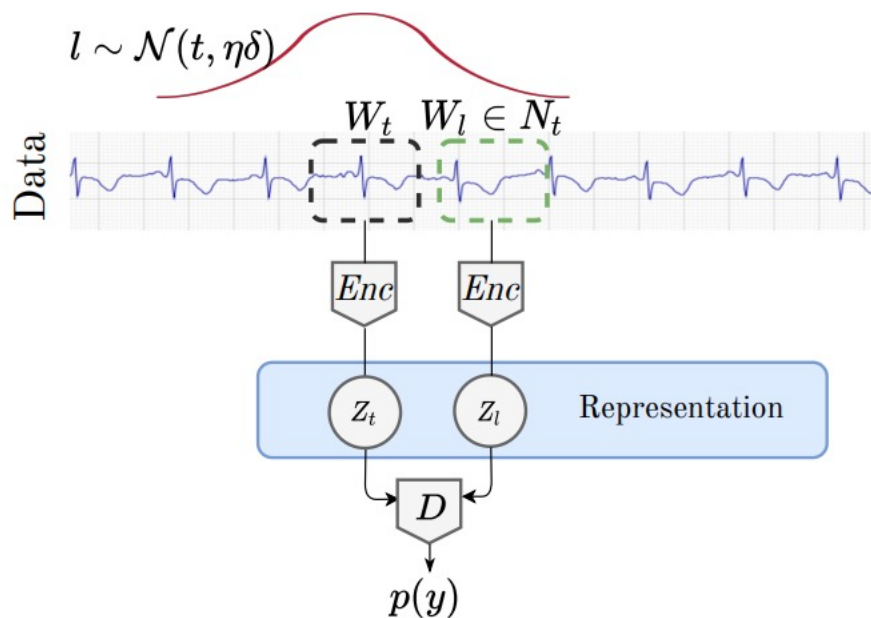 l ∼ 𝒩(t, ηδ)
W_t W_l ∈ N_t
Data
Enc Enc
Z_t Z_l Representation
D
p(y)